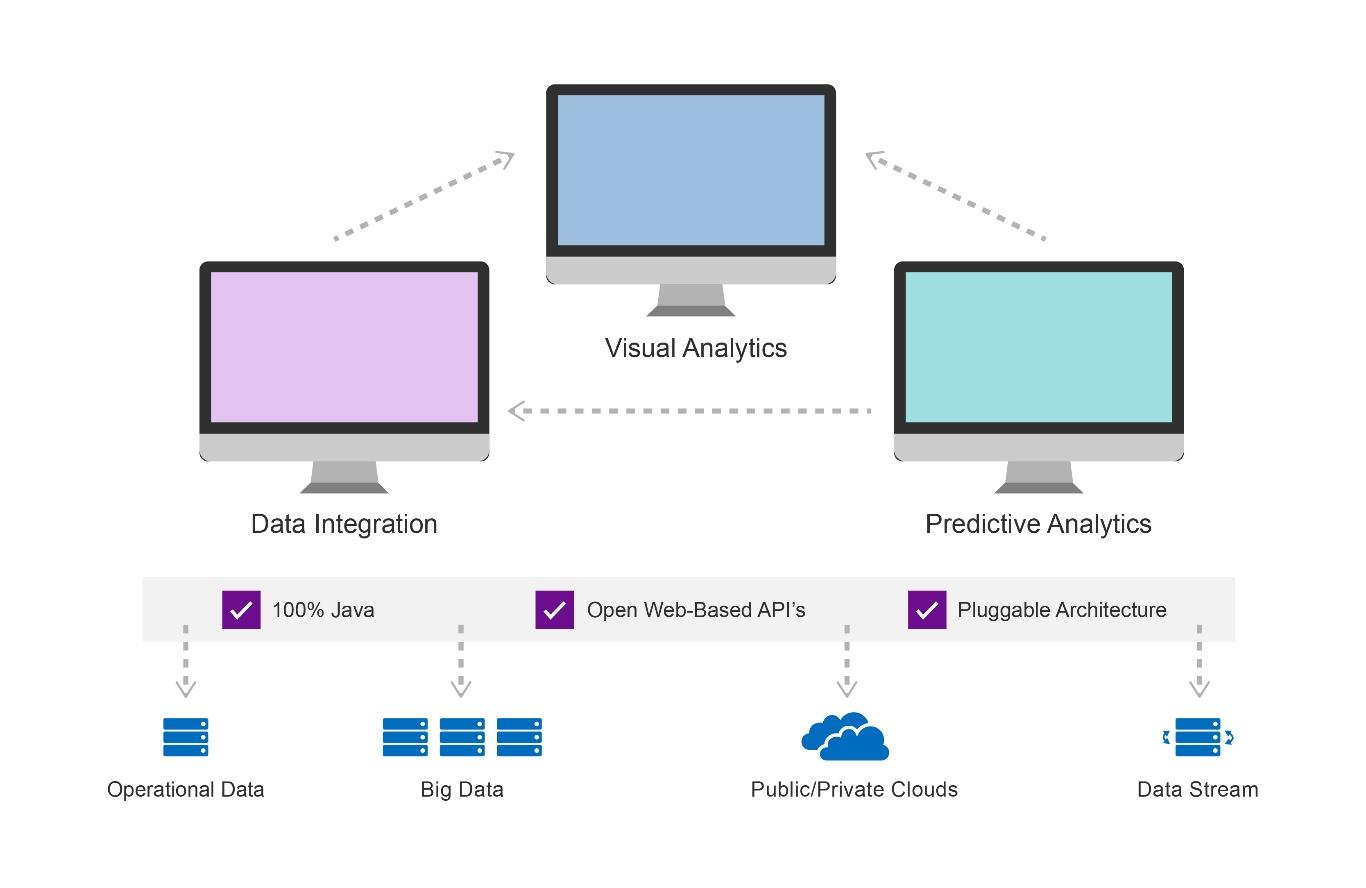 Visual Analytics
Data Integration
Predictive Analytics
100% Java
Open Web-Based API’s
Pluggable Architecture
Operational Data
Big Data
Public/Private Clouds
Data Stream